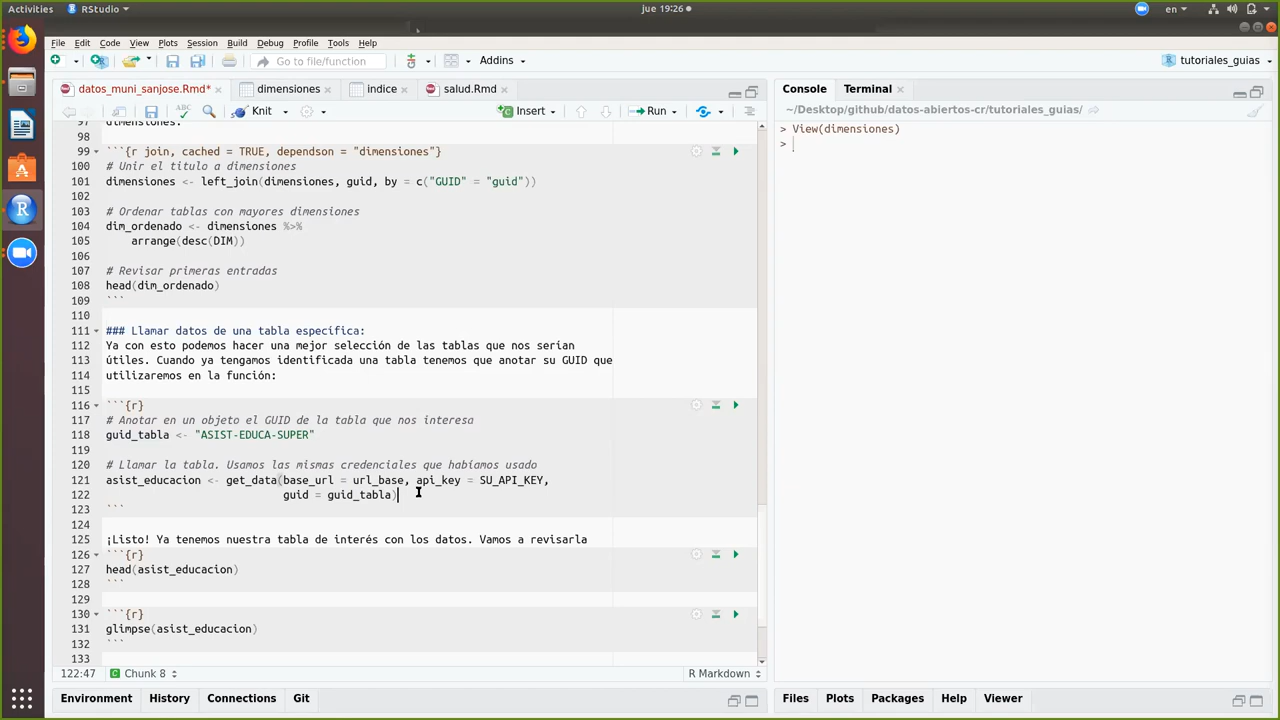 Activities RStudio jue 19:26 en
File Edit Code View Plots Session Build Debug Profile Tools Help
Go to file/function Addins tutoriales_guias
datos_muni_sanjose.Rmd* dimensiones indice salud.Rmd
Knit Insert Run
97 dimensiones.
98
99 ```{r join, cached = TRUE, dependson = "dimensiones"}
100 # Unir el titulo a dimensiones
101 dimensiones <- left_join(dimensiones, guid, by = c("GUID" = "guid"))
102
103 # Ordenar tablas con mayores dimensiones
104 dim_ordenado <- dimensiones %>%
105 arrange(desc(DIM))
106
107 # Revisar primeras entradas
108 head(dim_ordenado)
109 ```
110
111 ### Llamar datos de una tabla especifica:
112 Ya con esto podemos hacer una mejor selección de las tablas que nos serian
113 útiles. Cuando ya tengamos identificada una tabla tenemos que anotar su GUID que
114 utilizaremos en la función:
115
116 ```{r}
117 # Anotar en un objeto el GUID de la tabla que nos interesa
118 guid_tabla <- "ASIST-EDUCA-SUPER"
119
120 # Llamar la tabla. Usamos las mismas credenciales que habíamos usado
121 asist_educacion <- get_data(base_url = url_base, api_key = SU_API_KEY,
122 guid = guid_tabla)
123 ```
124
125 ¡Listo! Ya tenemos nuestra tabla de interés con los datos. Vamos a revisarla
126 ```{r}
127 head(asist_educacion)
128 ```
129
130 ```{r}
131 glimpse(asist_educacion)
132 ```
133
122:47 Chunk 8 R Markdown
Environment History Connections Git
Console Terminal
~/Desktop/github/datos-abiertos-cr/tutoriales_guias/
> View(dimensiones)
>
Files Plots Packages Help Viewer